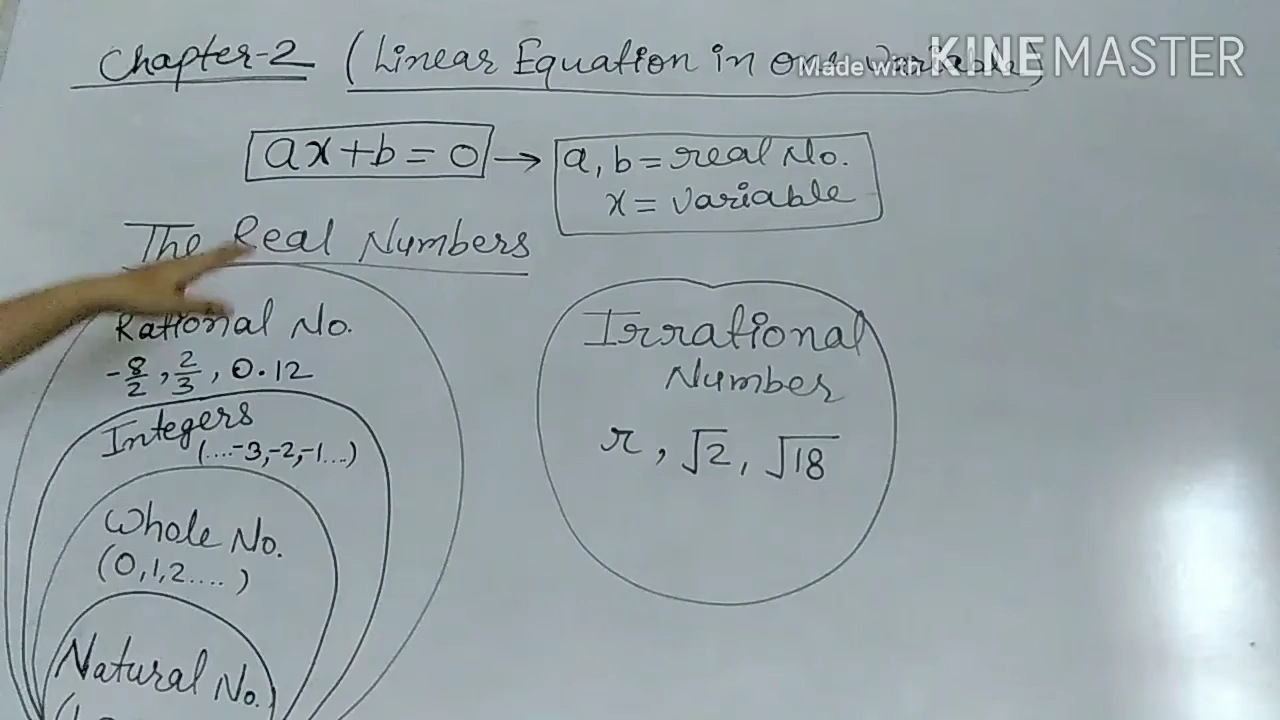 Chapter-2 (Linear Equation in one variable)
Made with KINEMASTER
ax+b=0 → a, b = real No.
x = variable
The Real Numbers
Rational No.
-8/2, 2/3, 0.12
Integers
(....-3,-2,-1....)
Whole No.
(0,1,2....)
Natural No.
Irrational
Number
π, √2, √18